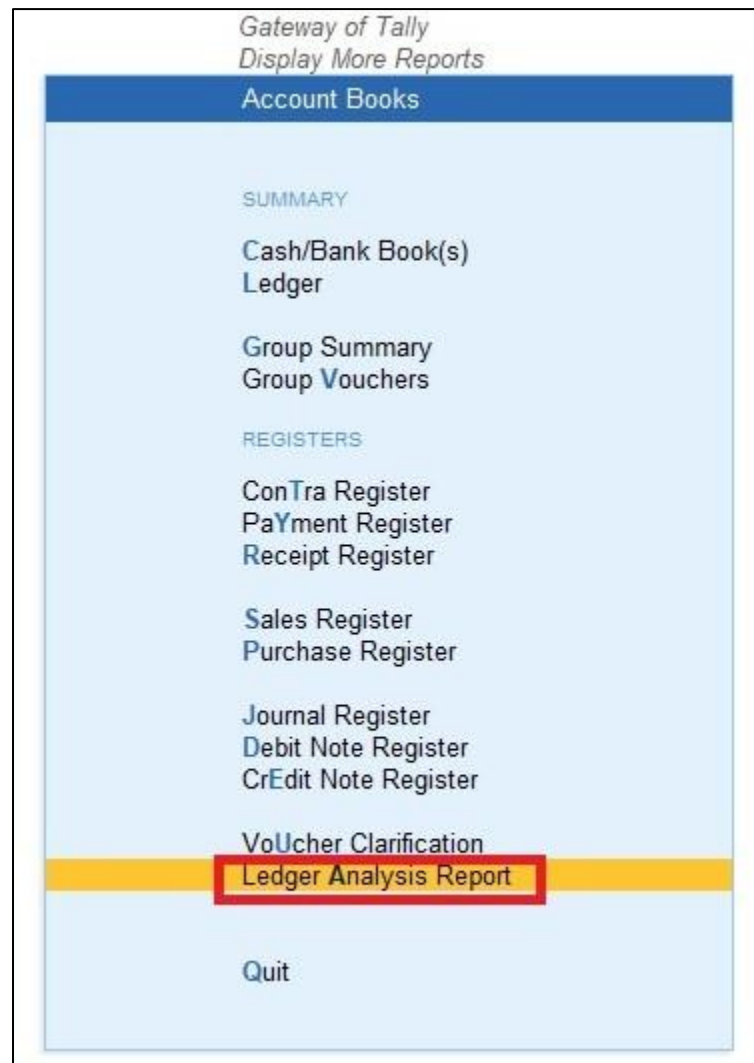 Gateway of Tally
Display More Reports
Account Books
SUMMARY
Cash/Bank Book(s)
Ledger
Group Summary
Group Vouchers
REGISTERS
ConTra Register
PaYment Register
Receipt Register
Sales Register
Purchase Register
Journal Register
Debit Note Register
CrEdit Note Register
VoUcher Clarification
Ledger Analysis Report
Quit